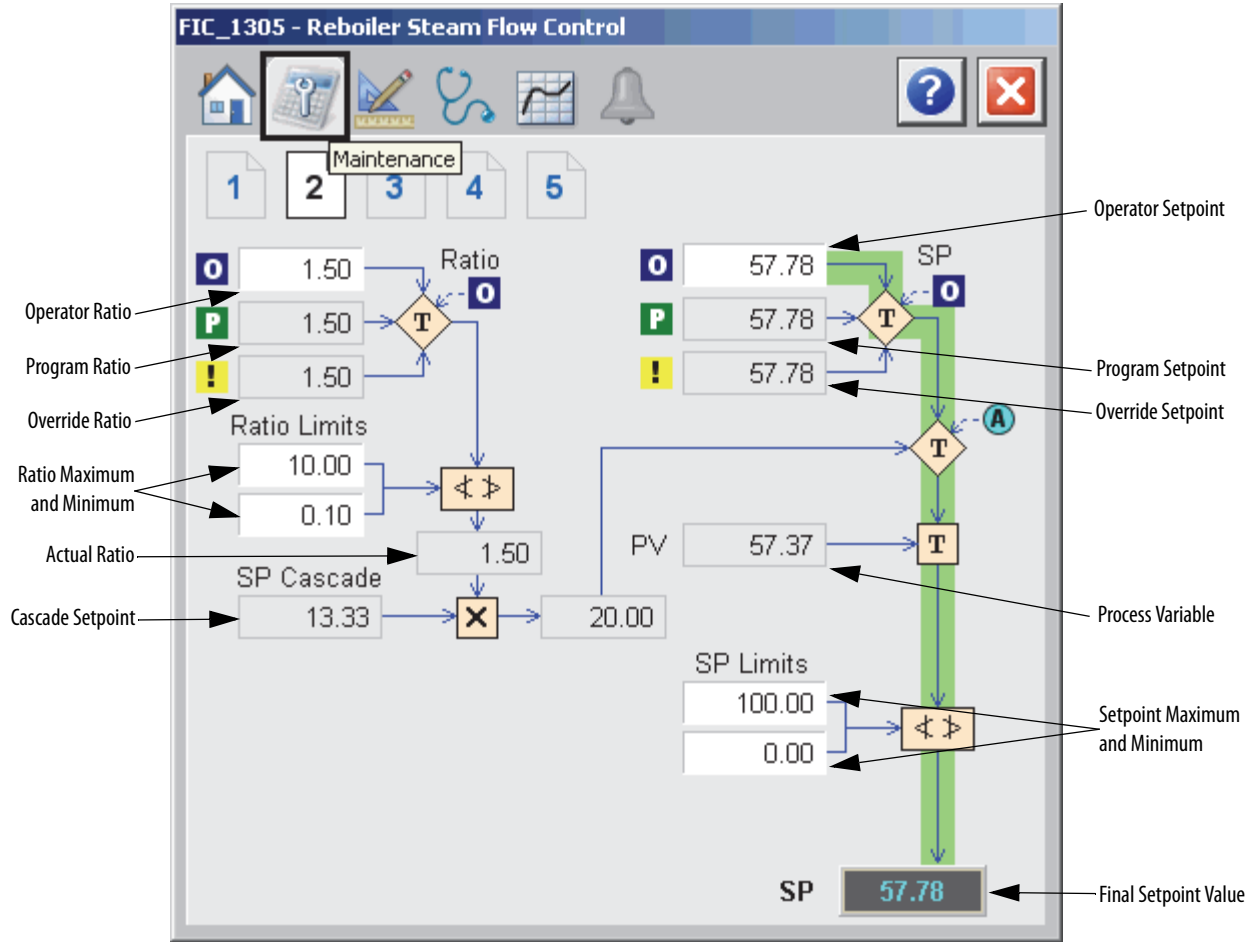 FIC_1305 - Reboiler Steam Flow Control
?
Maintenance
1 2 3 4 5
Operator Setpoint
Ratio
SP
O 1.50
O 57.78
O
O
Operator Ratio
P 1.50
T
P 57.78
T
Program Ratio
Program Setpoint
! 1.50
! 57.78
Override Ratio
Override Setpoint
Ratio Limits
A
10.00
T
Ratio Maximum
and Minimum
0.10
Actual Ratio
1.50
PV 57.37
T
SP Cascade
Cascade Setpoint
13.33
X
20.00
Process Variable
SP Limits
100.00
Setpoint Maximum
and Minimum
0.00
SP 57.78
Final Setpoint Value